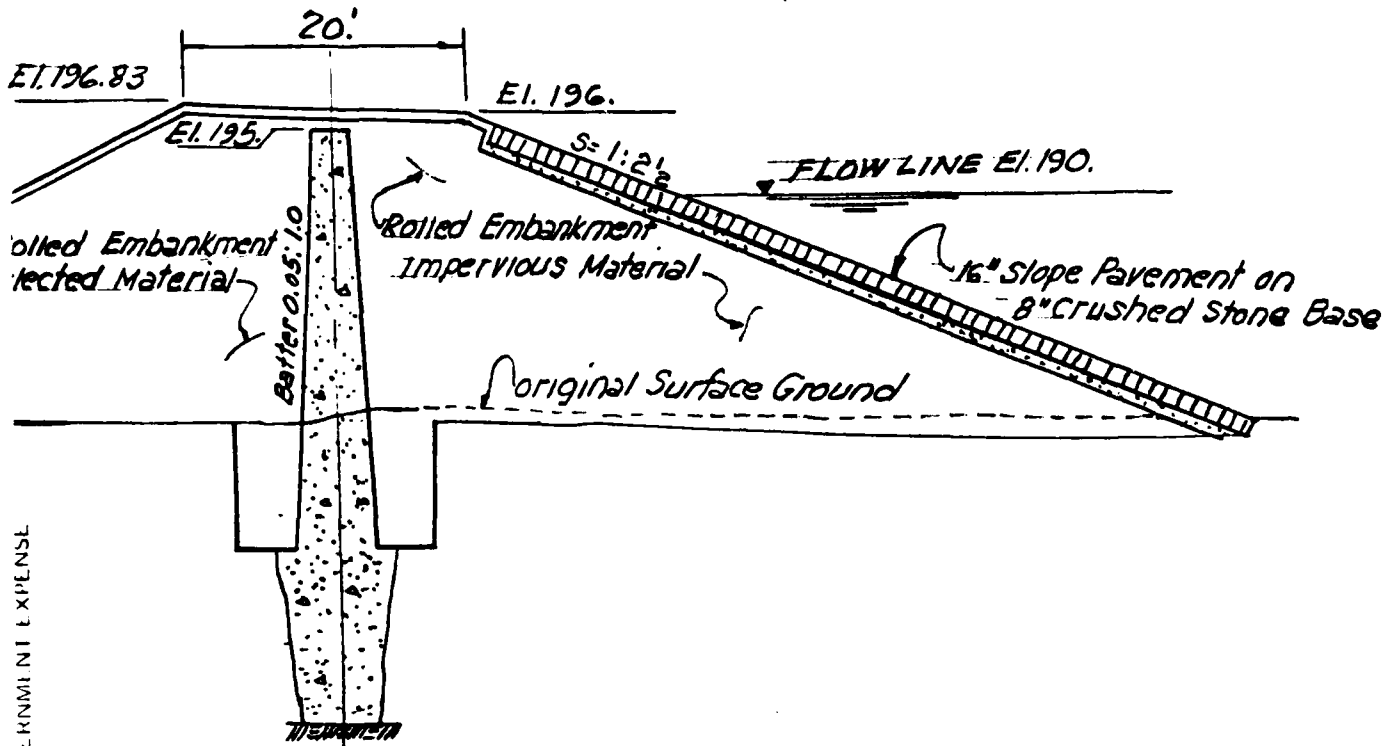 20.'
El. 196.83
El. 196.
El. 195.
S= 1:2½
FLOW LINE El. 190.
olled Embankment
lected Material
Batter 0.05:1.0
Rolled Embankment
Impervious Material
16" Slope Pavement on
8" Crushed Stone Base
original Surface Ground
ERNMENT EXPENSE